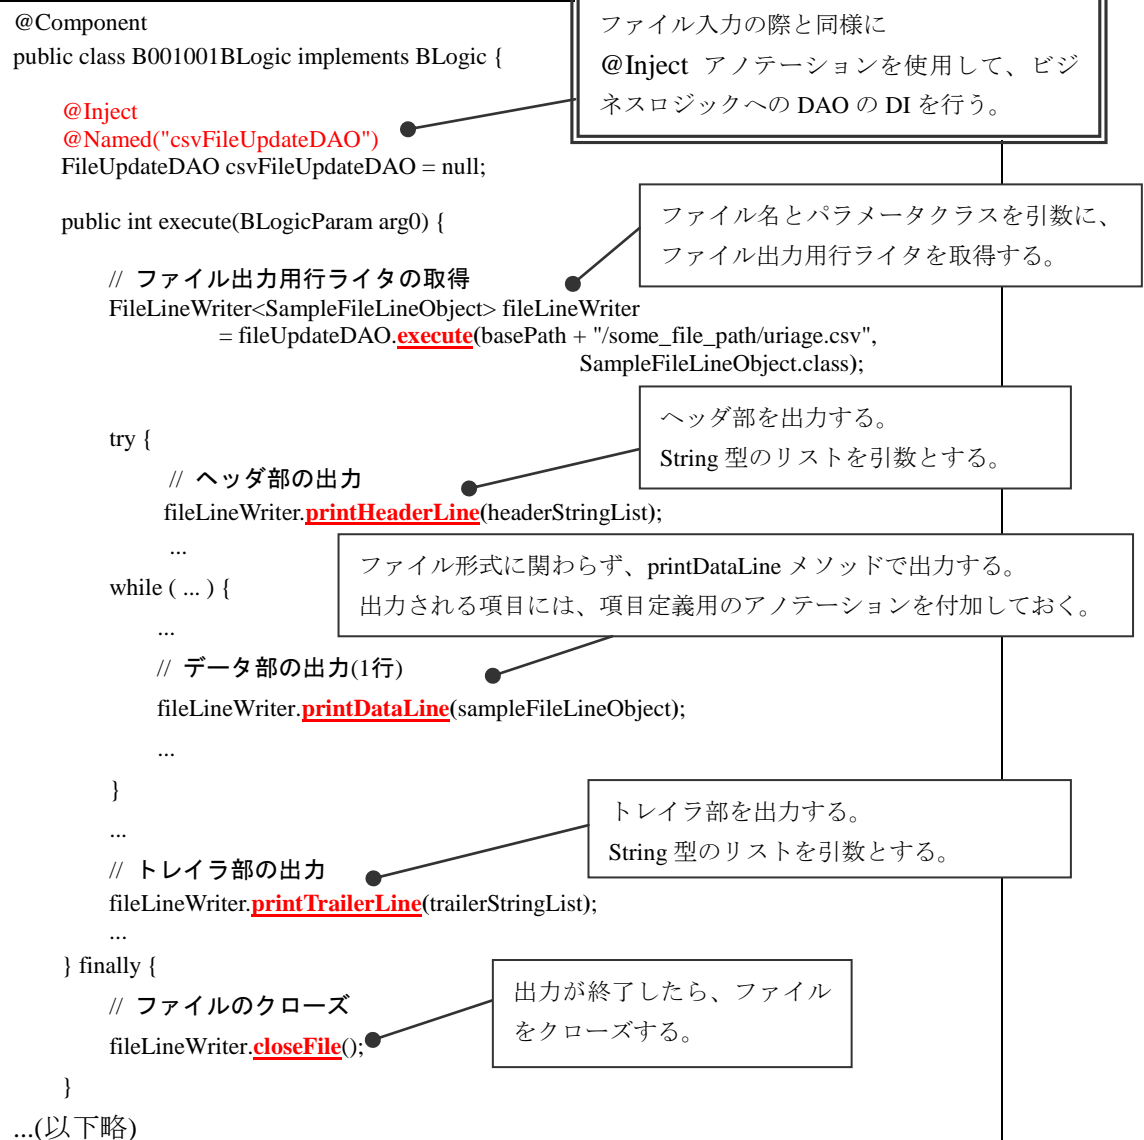 @Component
public class B001001BLogic implements BLogic {
ファイル入力の際と同様に
@Inject アノテーションを使用して、ビジ
ネスロジックへの DAO の DI を行う。
@Inject
@Named("csvFileUpdateDAO")
FileUpdateDAO csvFileUpdateDAO = null;
public int execute(BLogicParam arg0) {
ファイル名とパラメータクラスを引数に、
ファイル出力用行ライタを取得する。
// ファイル出力用行ライタの取得
FileLineWriter<SampleFileLineObject> fileLineWriter
= fileUpdateDAO.execute(basePath + "/some_file_path/uriage.csv",
SampleFileLineObject.class);
ヘッダ部を出力する。
String 型のリストを引数とする。
try {
// ヘッダ部の出力
fileLineWriter.printHeaderLine(headerStringList);
...
ファイル形式に関わらず、printDataLine メソッドで出力する。
出力される項目には、項目定義用のアノテーションを付加しておく。
while ( ... ) {
...
// データ部の出力(1行)
fileLineWriter.printDataLine(sampleFileLineObject);
...
}
トレイラ部を出力する。
String 型のリストを引数とする。
...
// トレイラ部の出力
fileLineWriter.printTrailerLine(trailerStringList);
...
} finally {
出力が終了したら、ファイル
をクローズする。
// ファイルのクローズ
fileLineWriter.closeFile();
}
...(以下略)